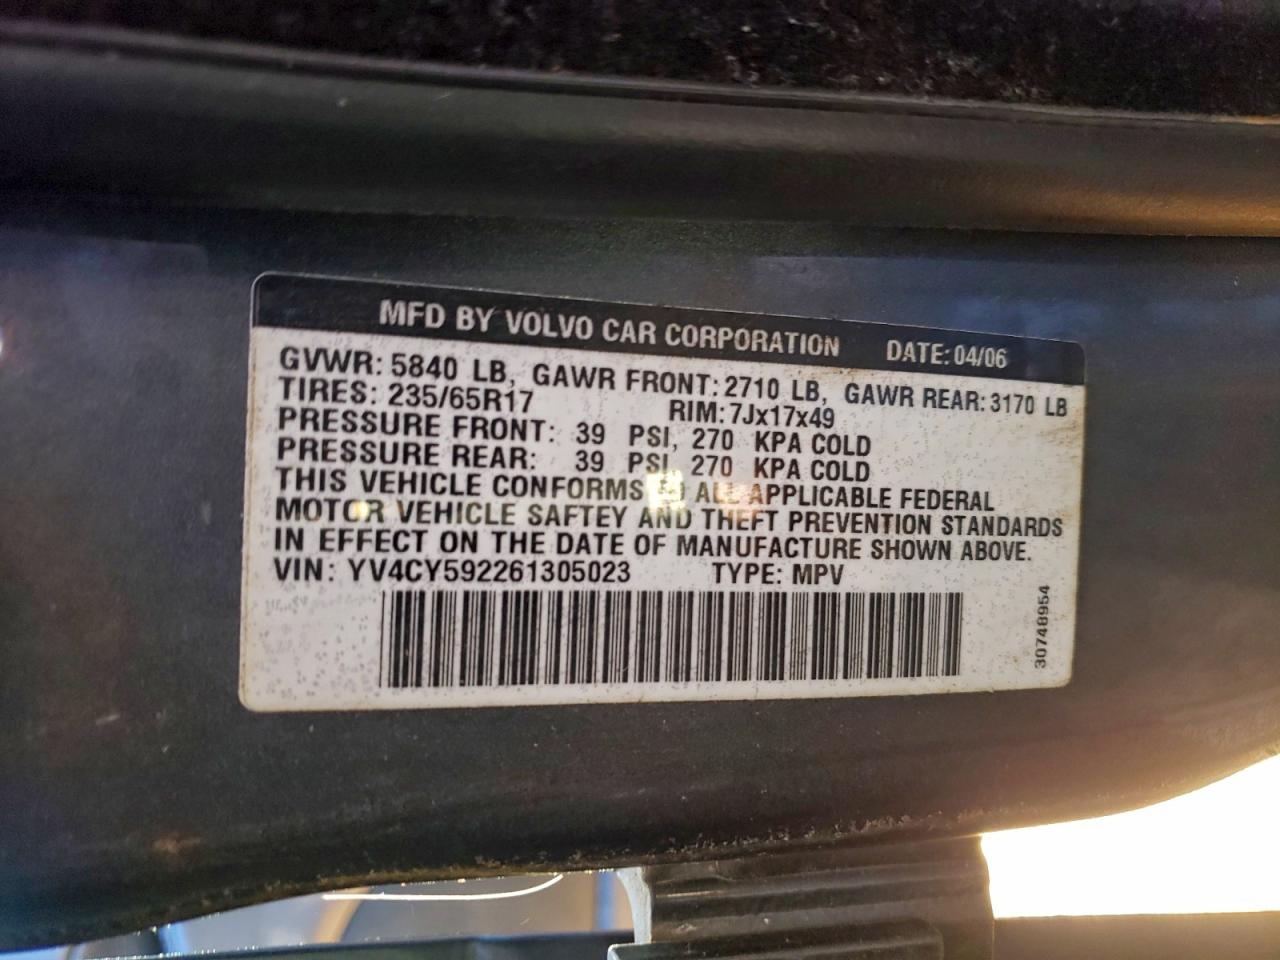 MFD BY VOLVO CAR CORPORATION DATE: 04/06
GVWR: 5840 LB, GAWR FRONT: 2710 LB, GAWR REAR: 3170 LB
TIRES: 235/65R17 RIM: 7Jx17x49
PRESSURE FRONT: 39 PSI, 270 KPA COLD
PRESSURE REAR: 39 PSI, 270 KPA COLD
THIS VEHICLE CONFORMS TO ALL APPLICABLE FEDERAL
MOTOR VEHICLE SAFTEY AND THEFT PREVENTION STANDARDS
IN EFFECT ON THE DATE OF MANUFACTURE SHOWN ABOVE.
VIN: YV4CY592261305023 TYPE: MPV
30748954